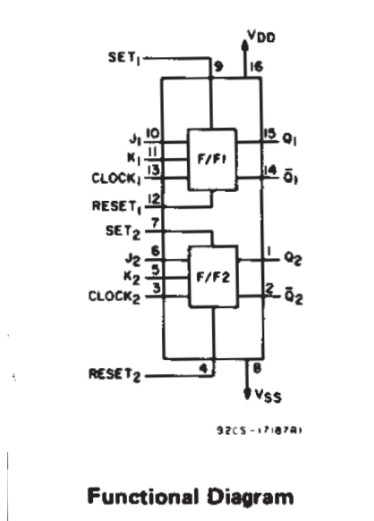 SET₁
9
VDD
16
J₁ 10
15 Q₁
K₁ 11
F/F1
CLOCK₁ 13
14 Q̄₁
RESET₁ 12
SET₂ 7
J₂ 6
1 Q₂
K₂ 5
F/F2
CLOCK₂ 3
2 Q̄₂
RESET₂
4
8
VSS
92CS-17187R1
Functional Diagram